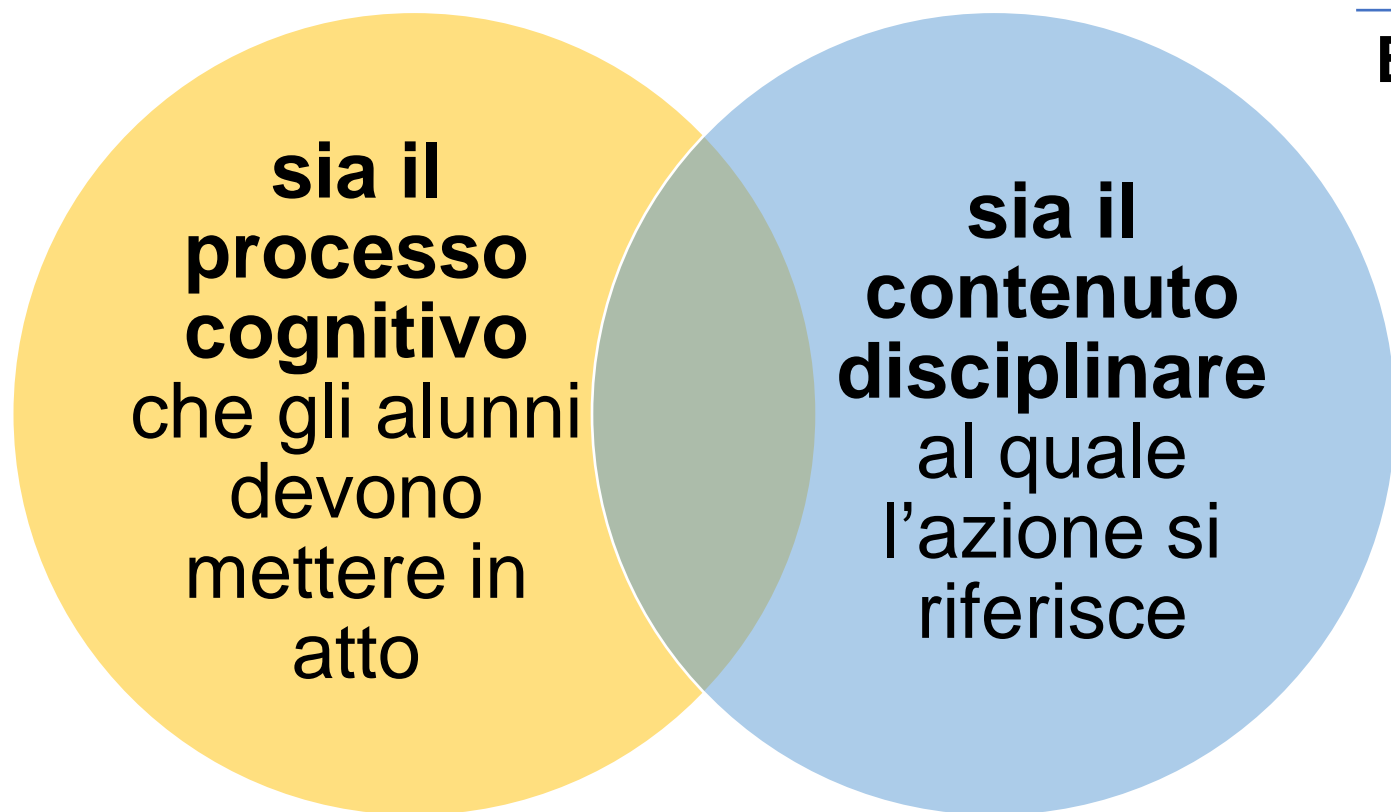 sia il
processo
cognitivo
che gli alunni
devono
mettere in
atto
sia il
contenuto
disciplinare
al quale
l’azione si
riferisce